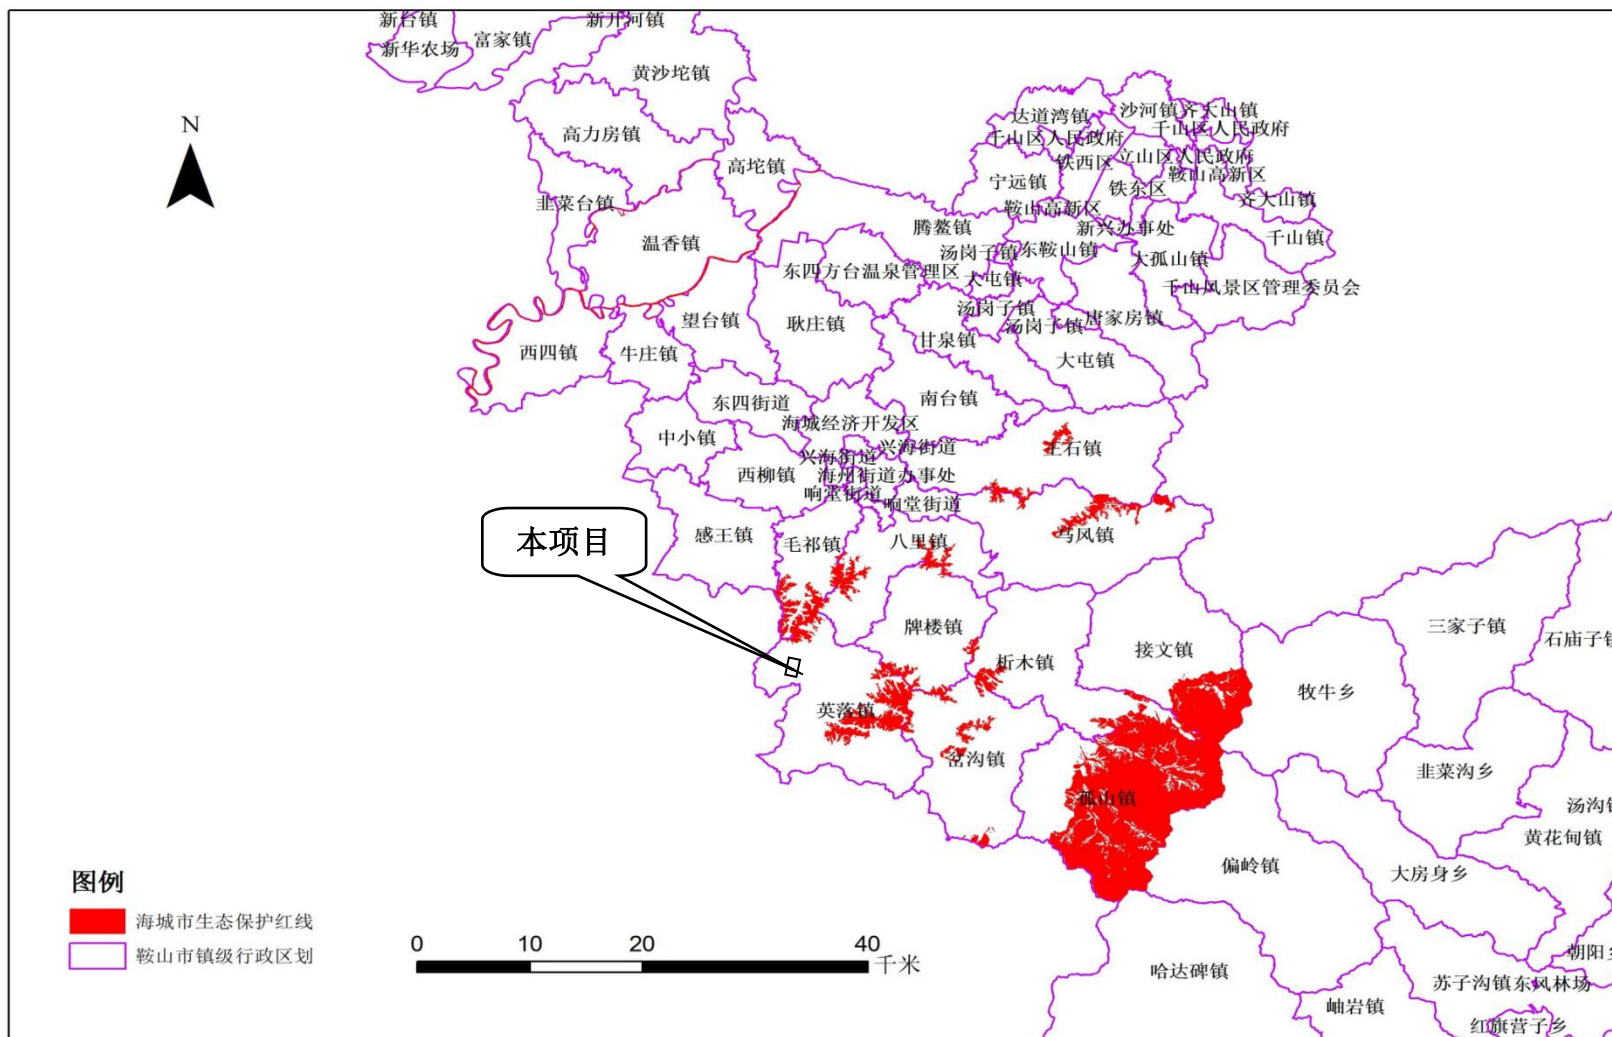 新台镇
新开河镇
新华农场
富家镇
黄沙坨镇
N
达道湾镇
沙河镇
齐大山镇
千山区人民政府
高力房镇
千山区人民政府
立山区人民政府
高坨镇
铁西区
鞍山高新区
宁远镇
铁东区
韭菜台镇
鞍山高新区
齐大山镇
腾鳌镇
新兴办事处
千山镇
温香镇
汤岗子镇
东鞍山镇
大孤山镇
东四方台温泉管理区
大屯镇
千山风景区管理委员会
汤岗子镇
望台镇
耿庄镇
汤岗子镇
唐家房镇
甘泉镇
西四镇
牛庄镇
大屯镇
东四街道
南台镇
海城经济开发区
中小镇
兴海街道
王石镇
兴海街道
西柳镇
海州街道办事处
响堂街道
响堂街道
本项目
感王镇
毛祁镇
八里镇
马风镇
牌楼镇
三家子镇
石庙子镇
析木镇
接文镇
牧牛乡
英落镇
岔沟镇
韭菜沟乡
孤山镇
汤沟镇
黄花甸镇
偏岭镇
大房身乡
图例
海城市生态保护红线
鞍山市镇级行政区划
0
10
20
40
千米
朝阳乡
哈达碑镇
苏子沟镇
东风林场
岫岩镇
红旗营子乡